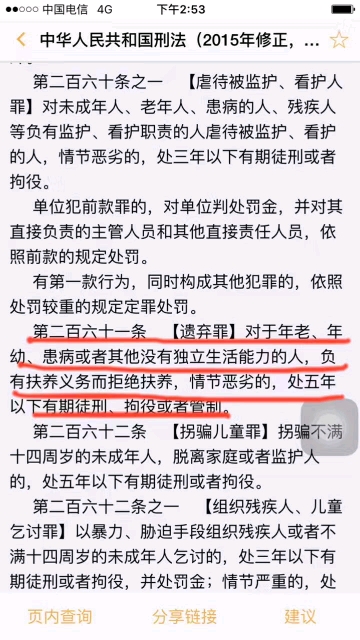 中国电信 4G 下午2:53
中华人民共和国刑法（2015年修正，...
第二百六十条之一 【虐待被监护、看护人
罪】对未成年人、老年人、患病的人、残疾人
等负有监护、看护职责的人虐待被监护、看护
的人，情节恶劣的，处三年以下有期徒刑或者
拘役。
单位犯前款罪的，对单位判处罚金，并对其
直接负责的主管人员和其他直接责任人员，依
照前款的规定处罚。
有第一款行为，同时构成其他犯罪的，依照
处罚较重的规定定罪处罚。
第二百六十一条 【遗弃罪】对于年老、年
幼、患病或者其他没有独立生活能力的人，负
有扶养义务而拒绝扶养，情节恶劣的，处五年
以下有期徒刑、拘役或者管制。
第二百六十二条 【拐骗儿童罪】拐骗不满
十四周岁的未成年人，脱离家庭或者监护人
的，处五年以下有期徒刑或者拘役。
第二百六十二条之一 【组织残疾人、儿童
乞讨罪】以暴力、胁迫手段组织残疾人或者不
满十四周岁的未成年人乞讨的，处三年以下有
期徒刑或者拘役，并处罚金；情节严重的，处
页内查询 分享链接 建议